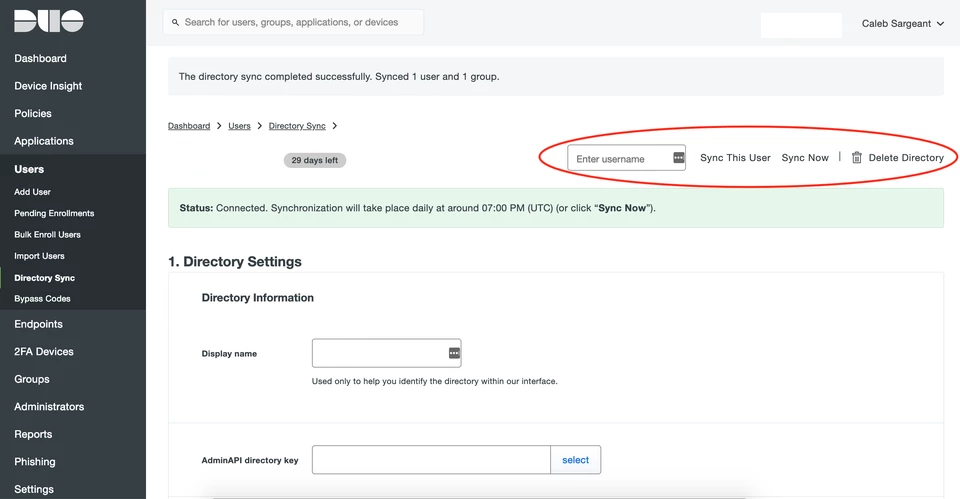 DUO
Search for users, groups, applications, or devices
Caleb Sargeant
Dashboard
Device Insight
Policies
Applications
Users
Add User
Pending Enrollments
Bulk Enroll Users
Import Users
Directory Sync
Bypass Codes
Endpoints
2FA Devices
Groups
Administrators
Reports
Phishing
Settings
The directory sync completed successfully. Synced 1 user and 1 group.
Dashboard > Users > Directory Sync >
29 days left
Enter username Sync This User Sync Now | Delete Directory
Status: Connected. Synchronization will take place daily at around 07:00 PM (UTC) (or click “Sync Now”).
1. Directory Settings
Directory Information
Display name
Used only to help you identify the directory within our interface.
AdminAPI directory key select